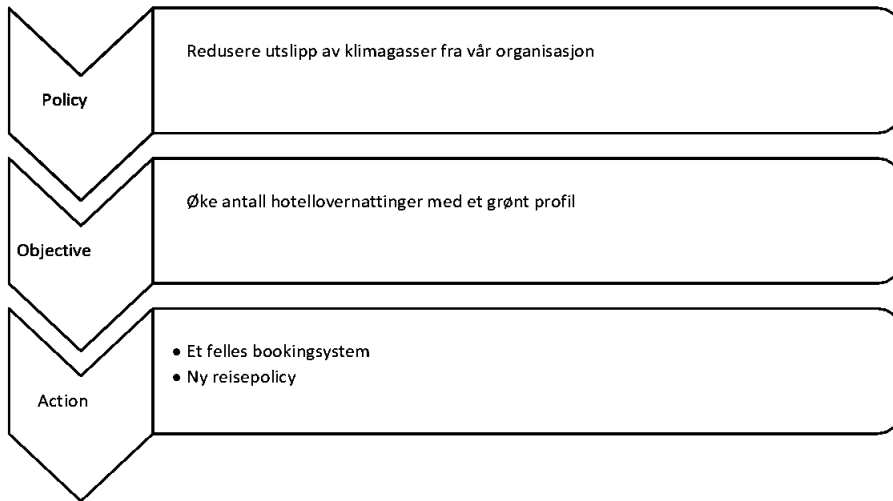 Redusere utslipp av klimagasser fra vår organisasjon
Policy
Øke antall hotellovernattinger med et grønt profil
Objective
• Et felles bookingsystem
• Ny reisepolicy
Action